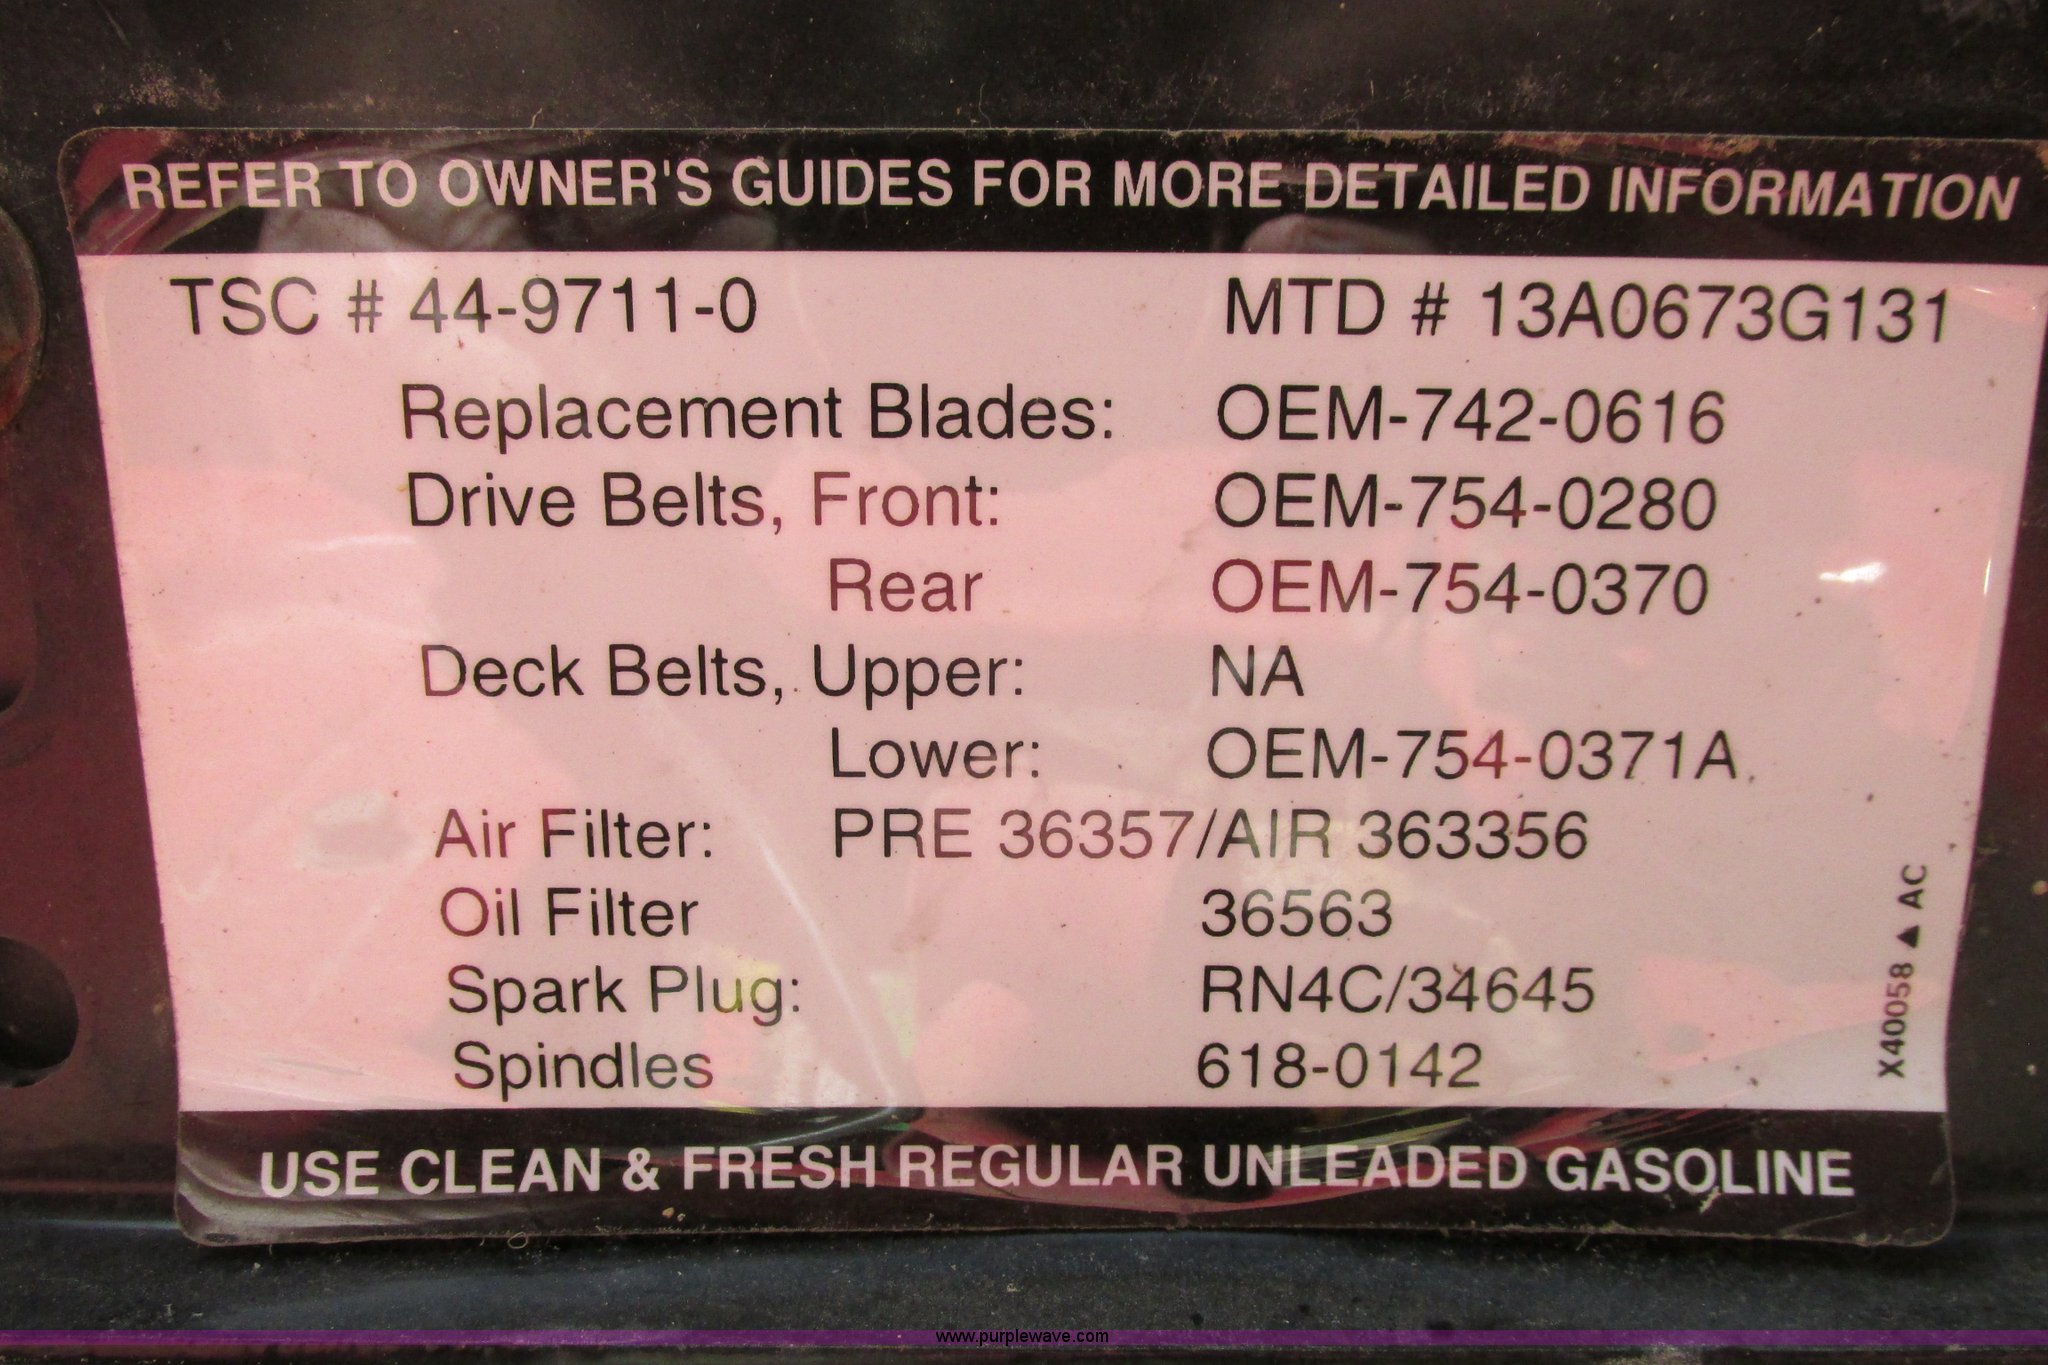 REFER TO OWNER'S GUIDES FOR MORE DETAILED INFORMATION
TSC # 44-9711-0 MTD # 13A0673G131
Replacement Blades: OEM-742-0616
Drive Belts, Front: OEM-754-0280
Rear OEM-754-0370
Deck Belts, Upper: NA
Lower: OEM-754-0371A
Air Filter: PRE 36357/AIR 363356
Oil Filter 36563
Spark Plug: RN4C/34645
Spindles 618-0142
X40058 ▲ AC
USE CLEAN & FRESH REGULAR UNLEADED GASOLINE
www.purplewave.com